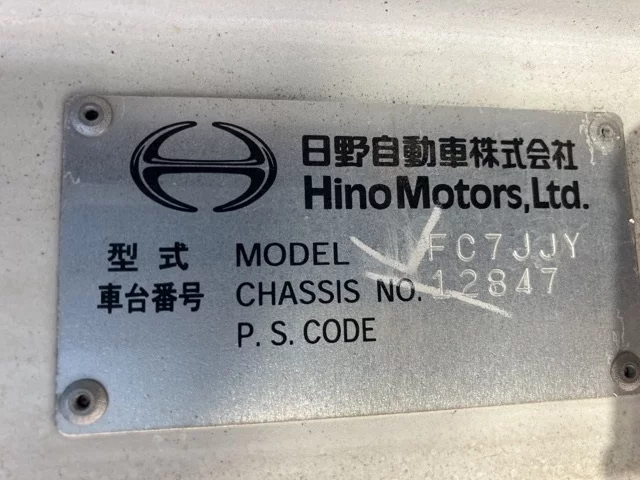 日野自動車株式会社
Hino Motors, Ltd.
型式 MODEL FC7JJY
車台番号 CHASSIS NO. 12847
P. S. CODE